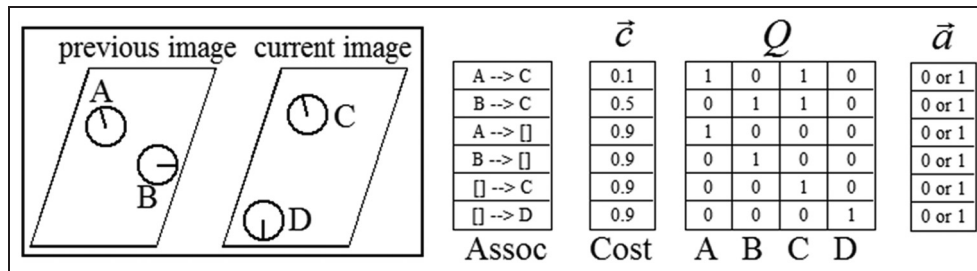 previous image current image
A
C
B
D
c Q a
A --> C 0.1 1 0 1 0 0 or 1
B --> C 0.5 0 1 1 0 0 or 1
A --> [] 0.9 1 0 0 0 0 or 1
B --> [] 0.9 0 1 0 0 0 or 1
[] --> C 0.9 0 0 1 0 0 or 1
[] --> D 0.9 0 0 0 1 0 or 1
Assoc Cost A B C D